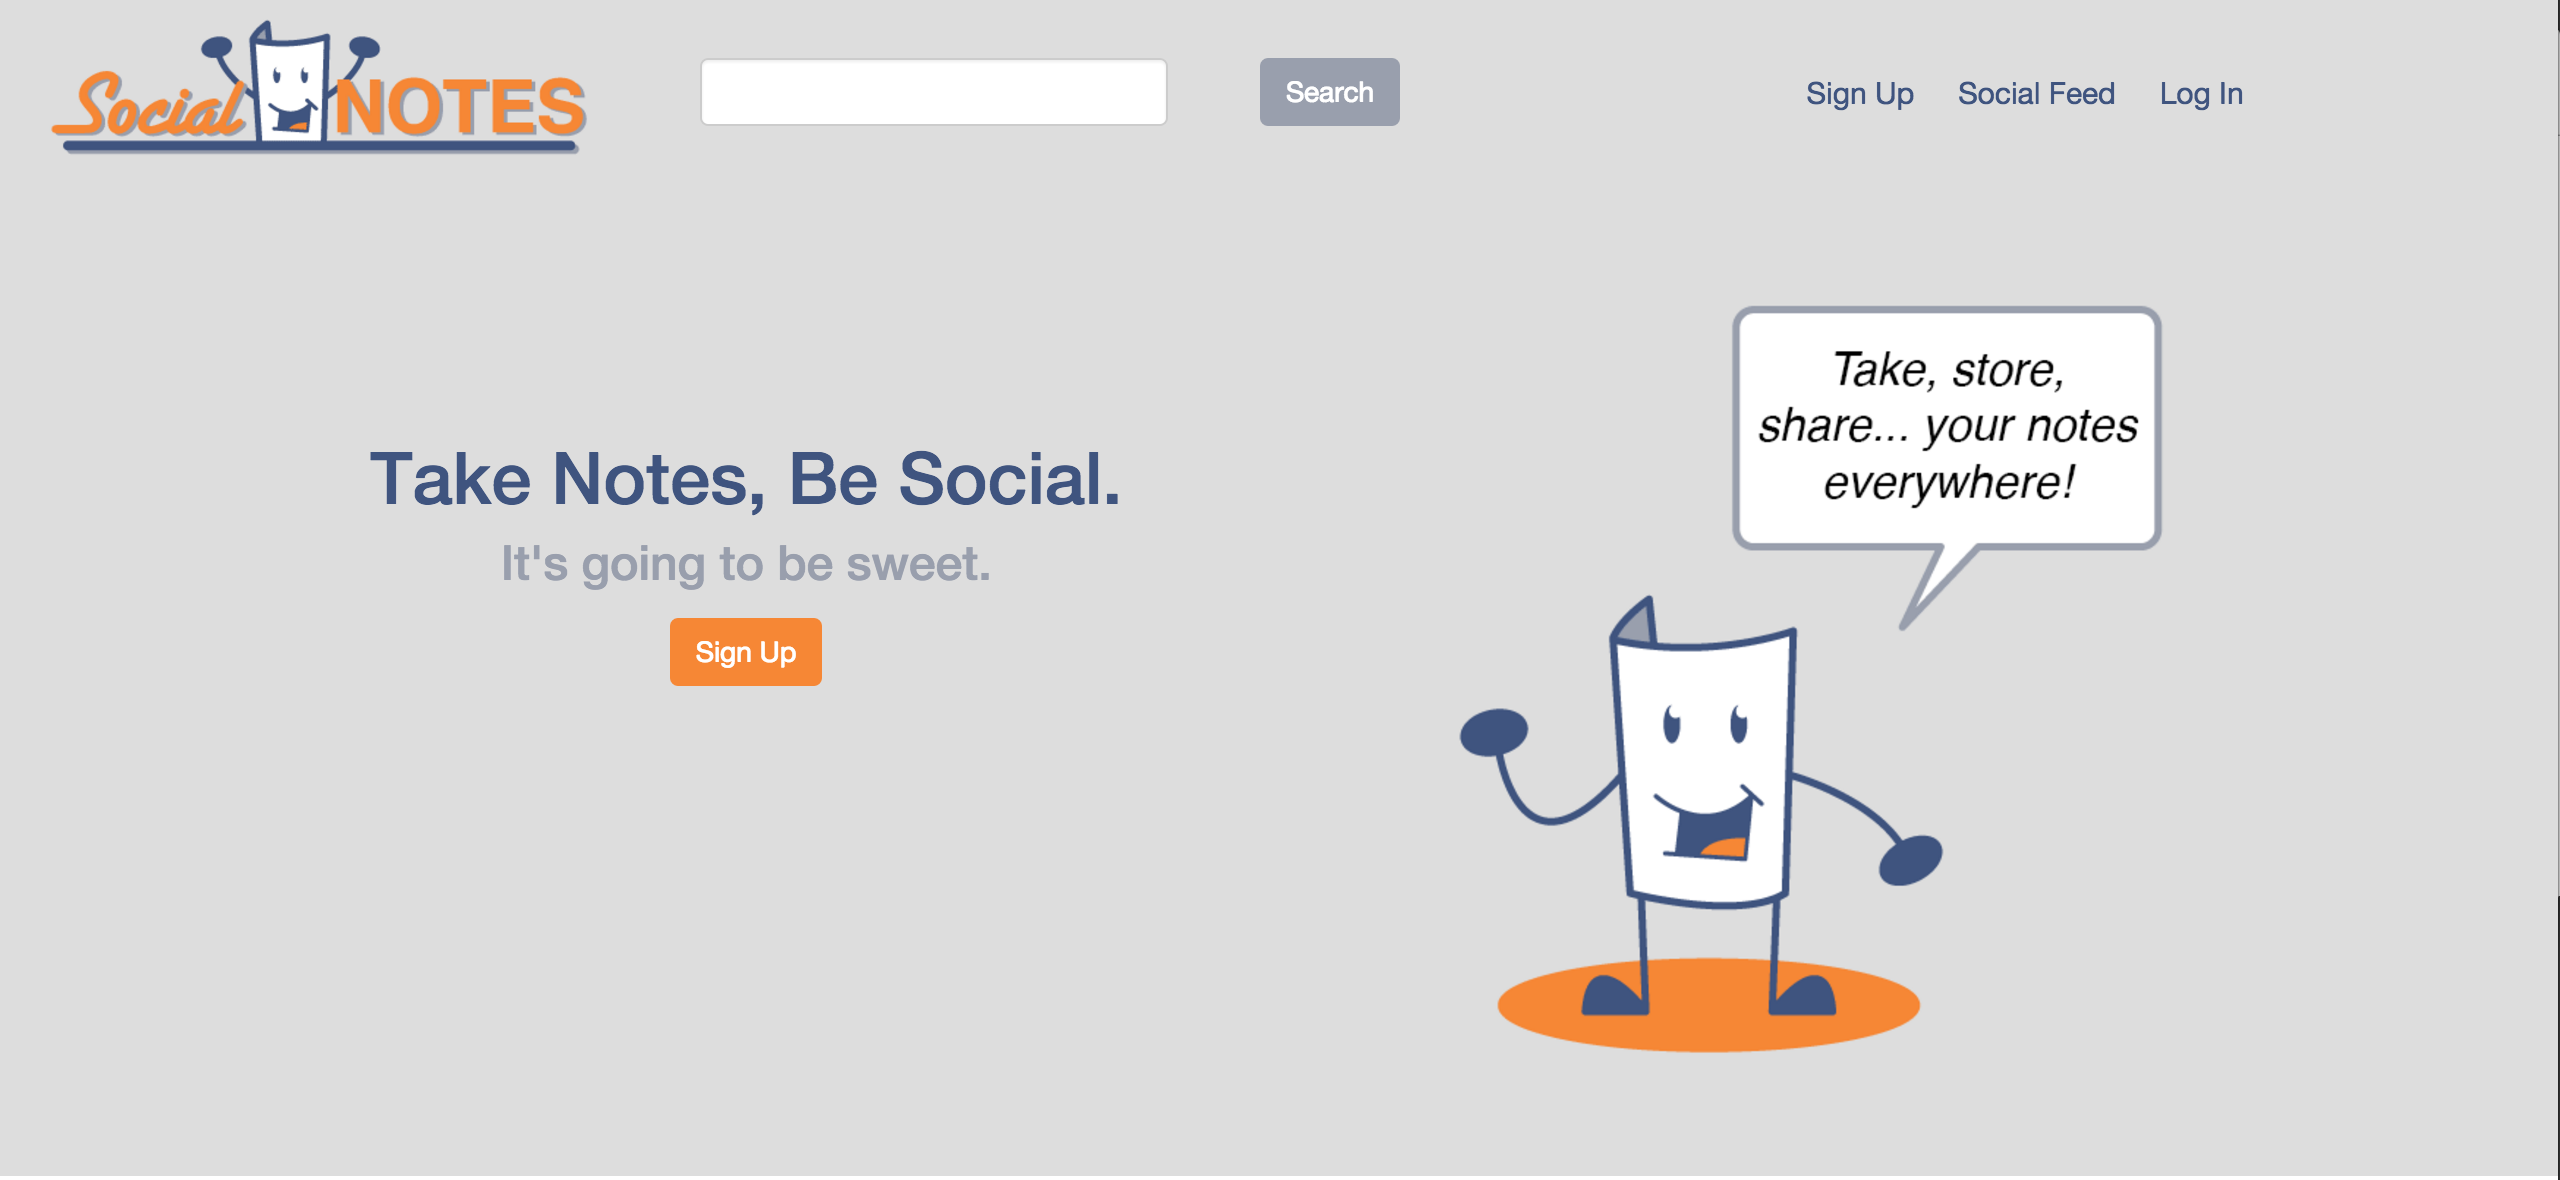 Social NOTES
Search
Sign Up
Social Feed
Log In
Take Notes, Be Social.
It's going to be sweet.
Sign Up
Take, store,
share... your notes
everywhere!